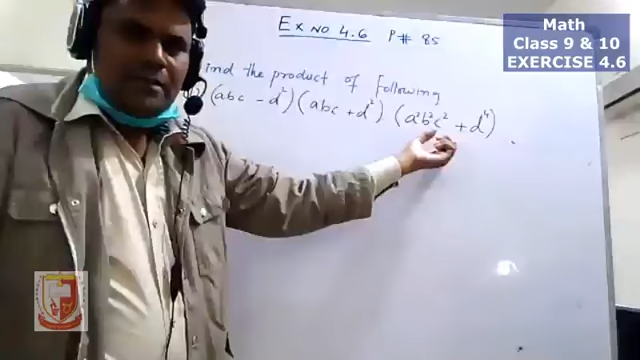 Ex NO 4.6 P# 85
ind the product of following
(abc - d²)(abc + d²) (a²b²c² + d⁴)
Math
Class 9 & 10
EXERCISE 4.6